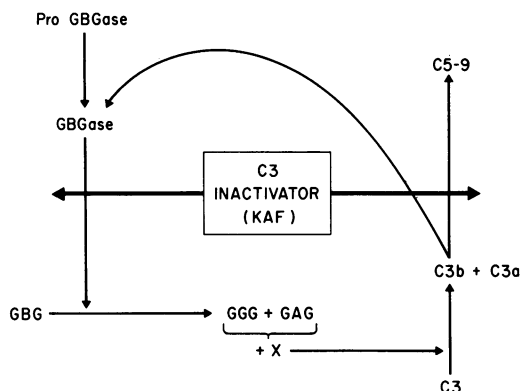 Pro GBGase
C5-9
GBGase
C3
INACTIVATOR
(KAF)
C3b + C3a
GBG
GGG + GAG
+ X
C3